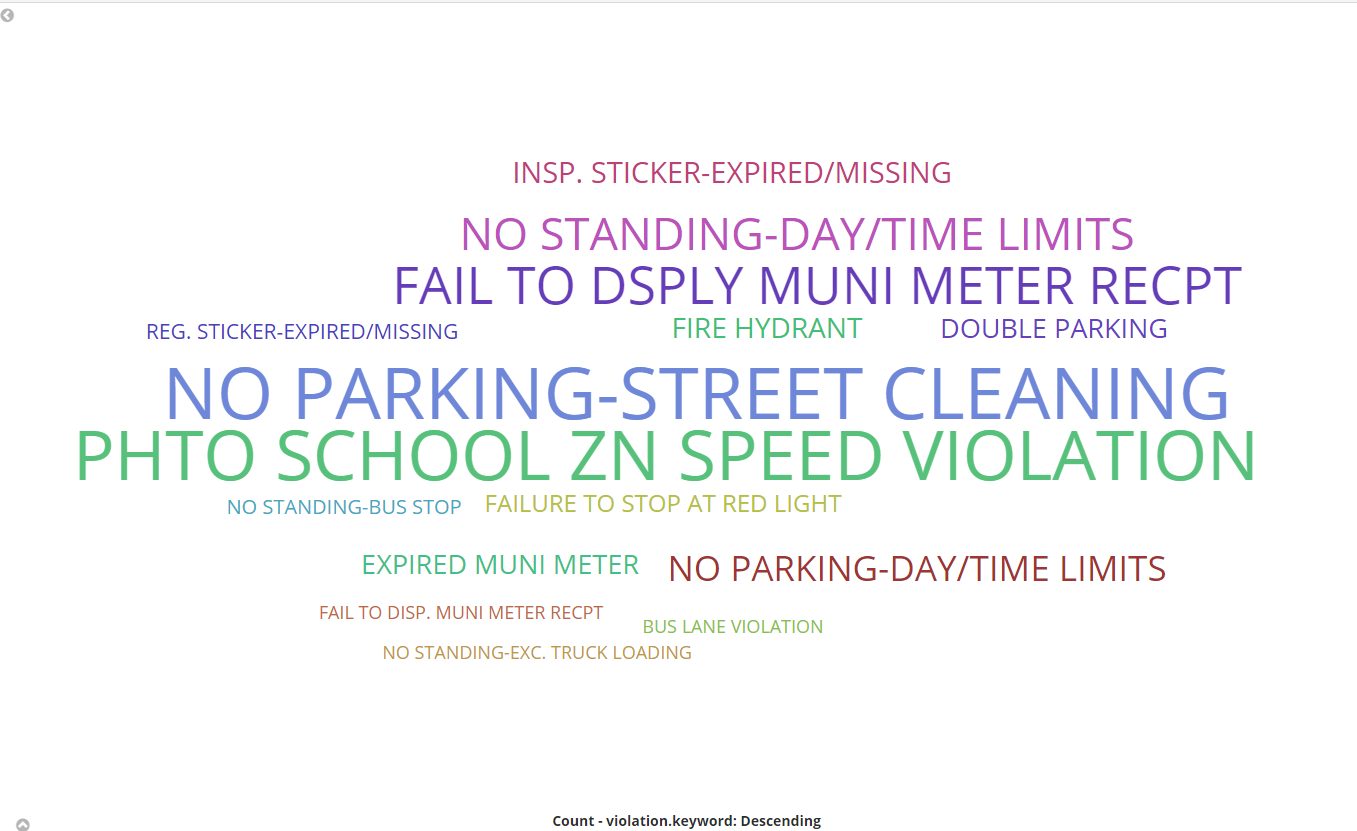 INSP. STICKER-EXPIRED/MISSING
NO STANDING-DAY/TIME LIMITS
FAIL TO DSPLY MUNI METER RECPT
REG. STICKER-EXPIRED/MISSING
FIRE HYDRANT
DOUBLE PARKING
NO PARKING-STREET CLEANING
PHTO SCHOOL ZN SPEED VIOLATION
NO STANDING-BUS STOP
FAILURE TO STOP AT RED LIGHT
EXPIRED MUNI METER
NO PARKING-DAY/TIME LIMITS
FAIL TO DISP. MUNI METER RECPT
BUS LANE VIOLATION
NO STANDING-EXC. TRUCK LOADING
Count - violation.keyword: Descending